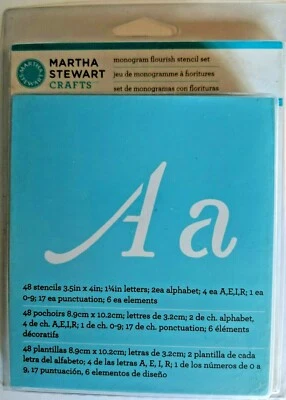 MARTHA
STEWART
MARTHA
STEWART
CRAFTS
monogram flourish stencil set
jeu de monogramme à fioritures
set de monogramas con florituras
Aa
48 stencils 3.5in x 4in; 1¼in letters; 2ea alphabet; 4 ea A,E,I,R; 1 ea
0-9; 17 ea punctuation; 6 ea elements
48 pochoirs 8.9cm x 10.2cm; lettres de 3.2cm; 2 de ch. alphabet,
4 de ch. A,E,I,R; 1 de ch. 0-9; 17 de ch. ponctuation; 6 éléments
décoratifs
48 plantillas 8.9cm x 10.2cm; letras de 3.2cm; 2 plantilla de cada
letra del alfabeto; 4 de las letras A, E, I, R; 1 de los números de 0 a
9, 17 puntuación, 6 elementos de diseño